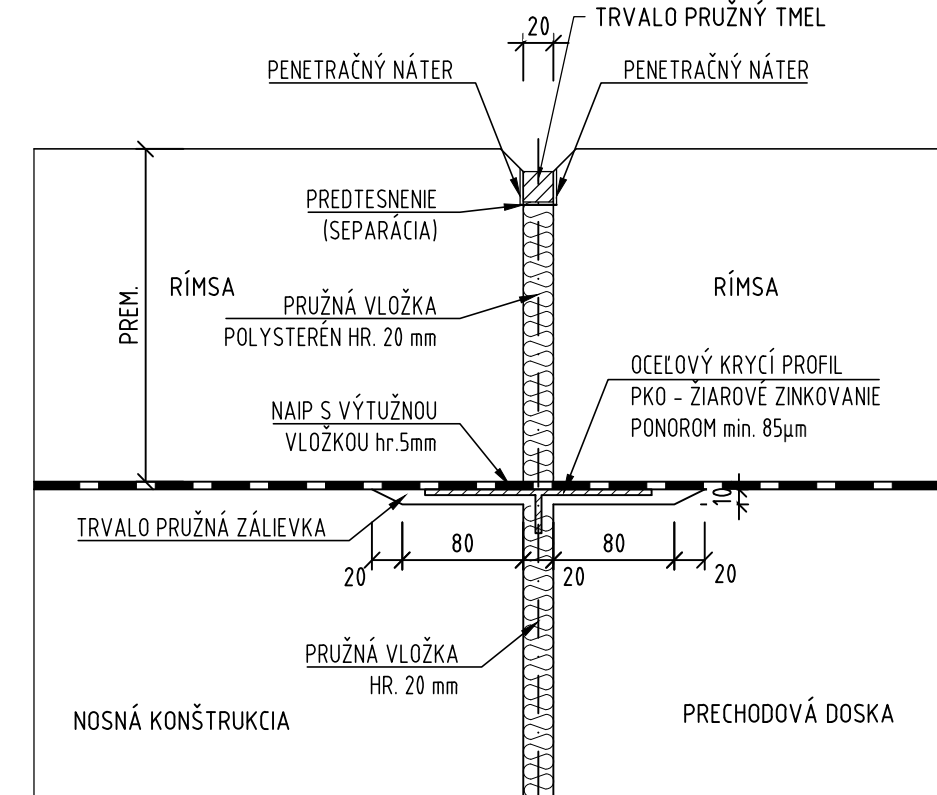 20
TRVALO PRUŽNÝ TMEL
PENETRAČNÝ NÁTER
PENETRAČNÝ NÁTER
PREDTESNENIE
(SEPARÁCIA)
RÍMSA
RÍMSA
PREM.
PRUŽNÁ VLOŽKA
POLYSTERÉN HR. 20 mm
OCEĽOVÝ KRYCÍ PROFIL
PKO - ŽIAROVÉ ZINKOVANIE
PONOROM min. 85µm
NAIP S VÝTUŽNOU
VLOŽKOU hr.5mm
10
TRVALO PRUŽNÁ ZÁLIEVKA
80
80
20
20
20
PRUŽNÁ VLOŽKA
HR. 20 mm
NOSNÁ KONŠTRUKCIA
PRECHODOVÁ DOSKA